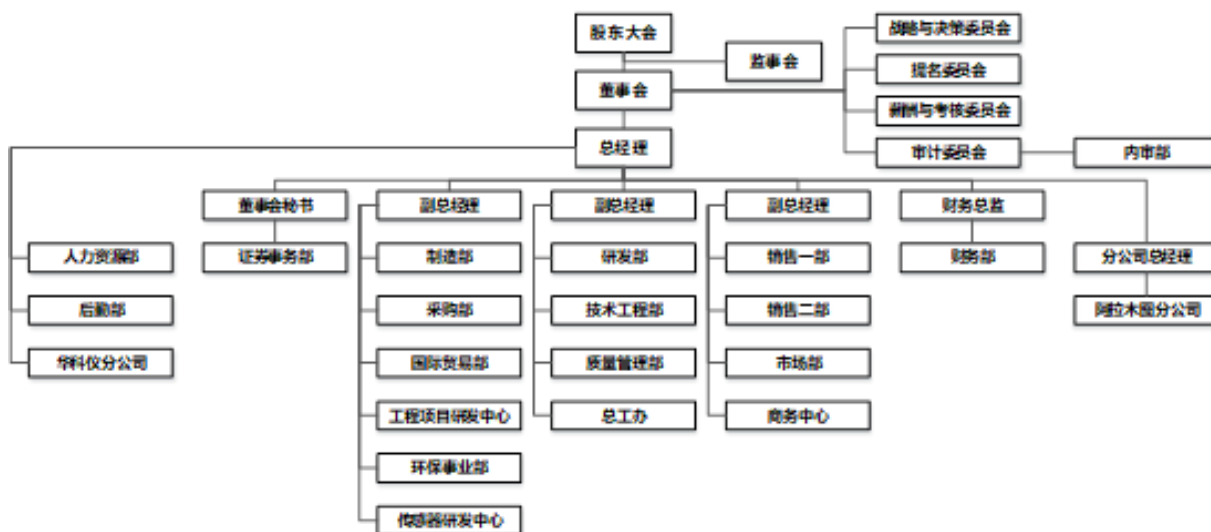 股东大会
监事会
董事会
总经理
战略与决策委员会
提名委员会
薪酬与考核委员会
审计委员会
内审部
董事会秘书
副总经理
副总经理
副总经理
财务总监
人力资源部
证券事务部
制造部
研发部
销售一部
财务部
分公司总经理
后勤部
采购部
技术工程部
销售二部
阿拉木图分公司
华科仪分公司
国际贸易部
质量管理部
市场部
工程项目研发中心
总工办
商务中心
环保事业部
传感器研发中心